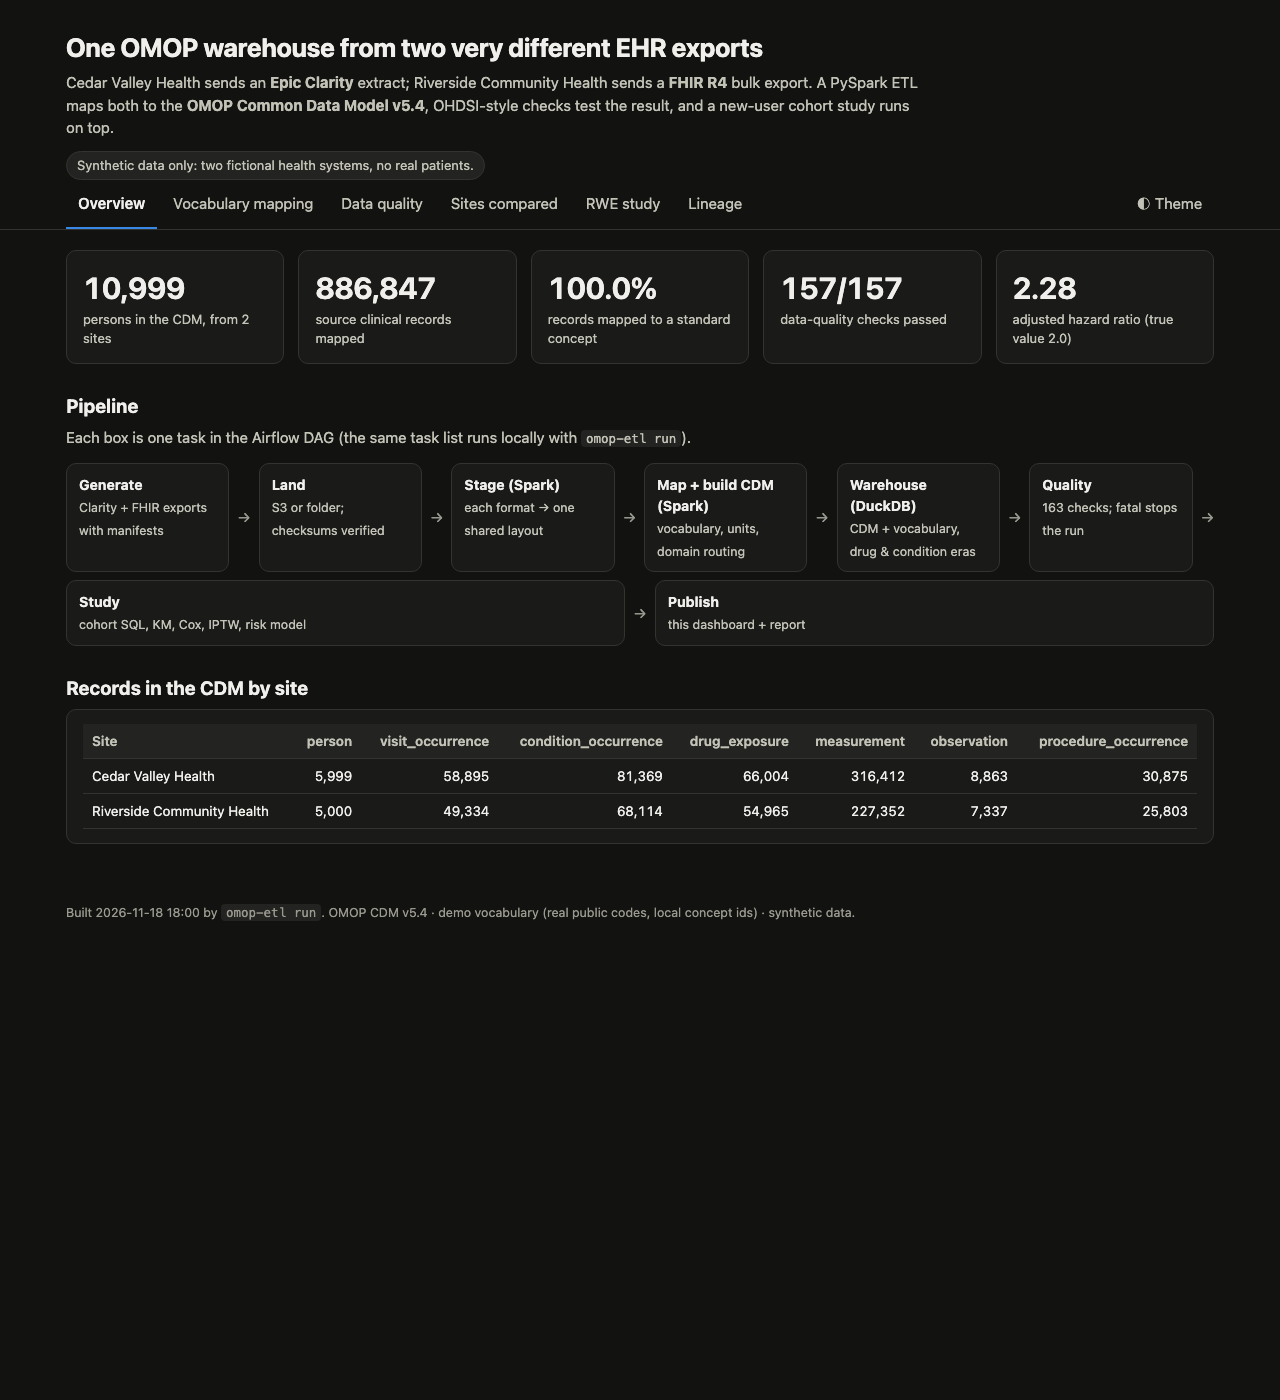 One OMOP warehouse from two very different EHR exports
Cedar Valley Health sends an Epic Clarity extract; Riverside Community Health sends a FHIR R4 bulk export. A PySpark ETL
maps both to the OMOP Common Data Model v5.4, OHDSI-style checks test the result, and a new-user cohort study runs
on top.
Synthetic data only: two fictional health systems, no real patients.
Overview Vocabulary mapping Data quality Sites compared RWE study Lineage ◐ Theme
10,999 886,847 100.0% 157/157 2.28
persons in the CDM, from 2 source clinical records records mapped to a standard data-quality checks passed adjusted hazard ratio (true
sites mapped concept value 2.0)
Pipeline
Each box is one task in the Airflow DAG (the same task list runs locally with omop-etl run).
Generate
Clarity + FHIR exports
with manifests
→
Land
S3 or folder;
checksums verified
→
Stage (Spark)
each format → one
shared layout
→
Map + build CDM
(Spark)
vocabulary, units,
domain routing
→
Warehouse
(DuckDB)
CDM + vocabulary,
drug & condition eras
→
Quality
163 checks; fatal stops
the run
→
Study
cohort SQL, KM, Cox, IPTW, risk model
→
Publish
this dashboard + report
Records in the CDM by site
Site person visit_occurrence condition_occurrence drug_exposure measurement observation procedure_occurrence
Cedar Valley Health 5,999 58,895 81,369 66,004 316,412 8,863 30,875
Riverside Community Health 5,000 49,334 68,114 54,965 227,352 7,337 25,803
Built 2026-11-18 18:00 by omop-etl run. OMOP CDM v5.4 · demo vocabulary (real public codes, local concept ids) · synthetic data.